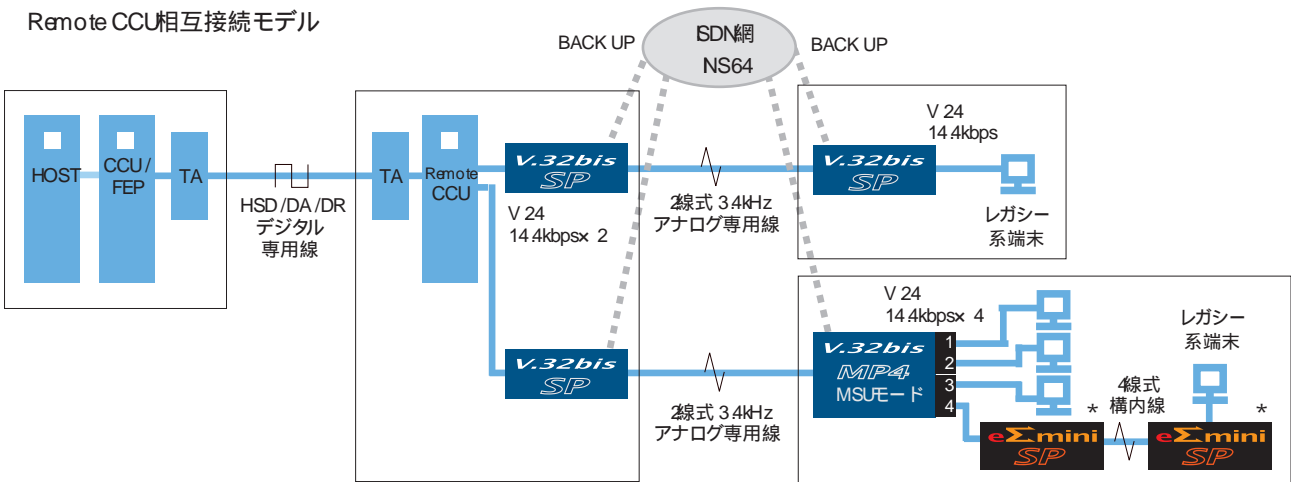 Remote CCU相互接続モデル
BACK UP
ISDN網
NS64
BACK UP
HOST
CCU /
FEP
TA
HSD /DA /DR
デジタル
専用線
TA
Remote
CCU
V.32bis
SP
V 24
14.4kbps× 2
2線式 3.4kHz
アナログ専用線
V 24
14.4kbps
V.32bis
SP
レガシー
系端末
V.32bis
SP
2線式 3.4kHz
アナログ専用線
V 24
14.4kbps× 4
V.32bis
MP4
MSUモード
1
2
3
4
レガシー
系端末
4線式
構内線
*
*
eΣmini
SP
eΣmini
SP